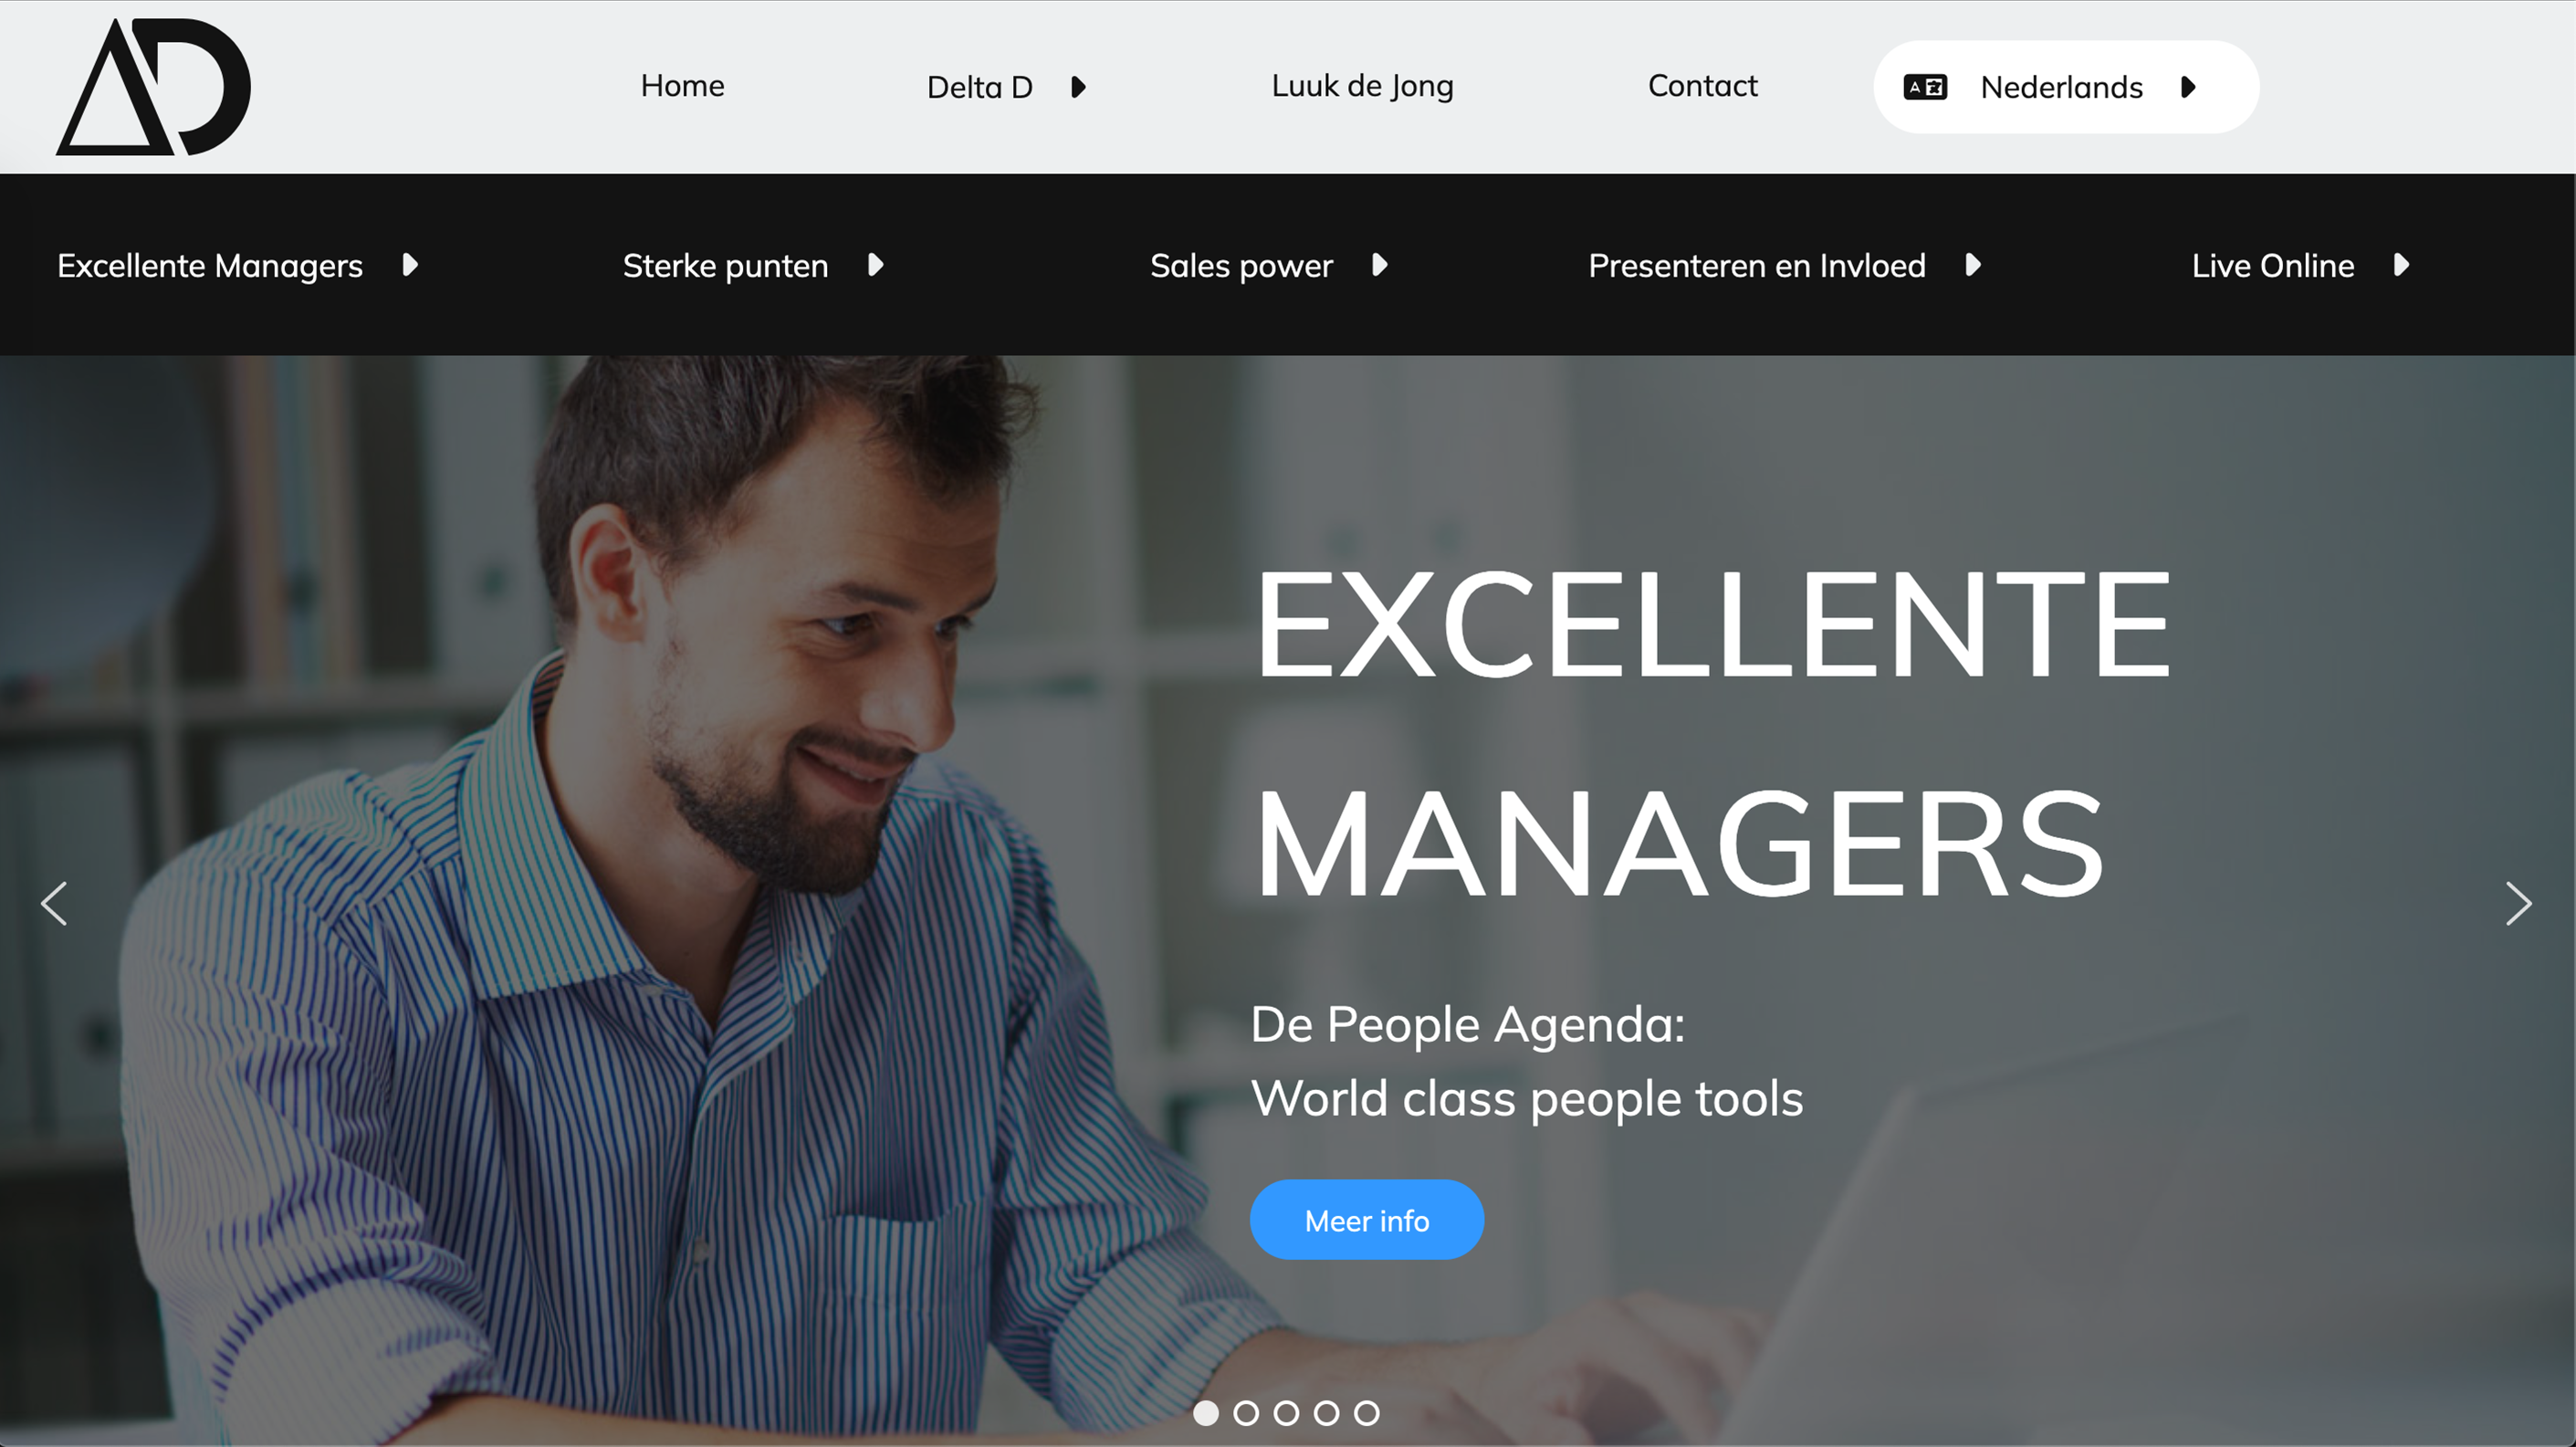 Home
Delta D
Luuk de Jong
Contact
Nederlands
Excellente Managers
Sterke punten
Sales power
Presenteren en Invloed
Live Online
EXCELLENTE
MANAGERS
De People Agenda:
World class people tools
Meer info